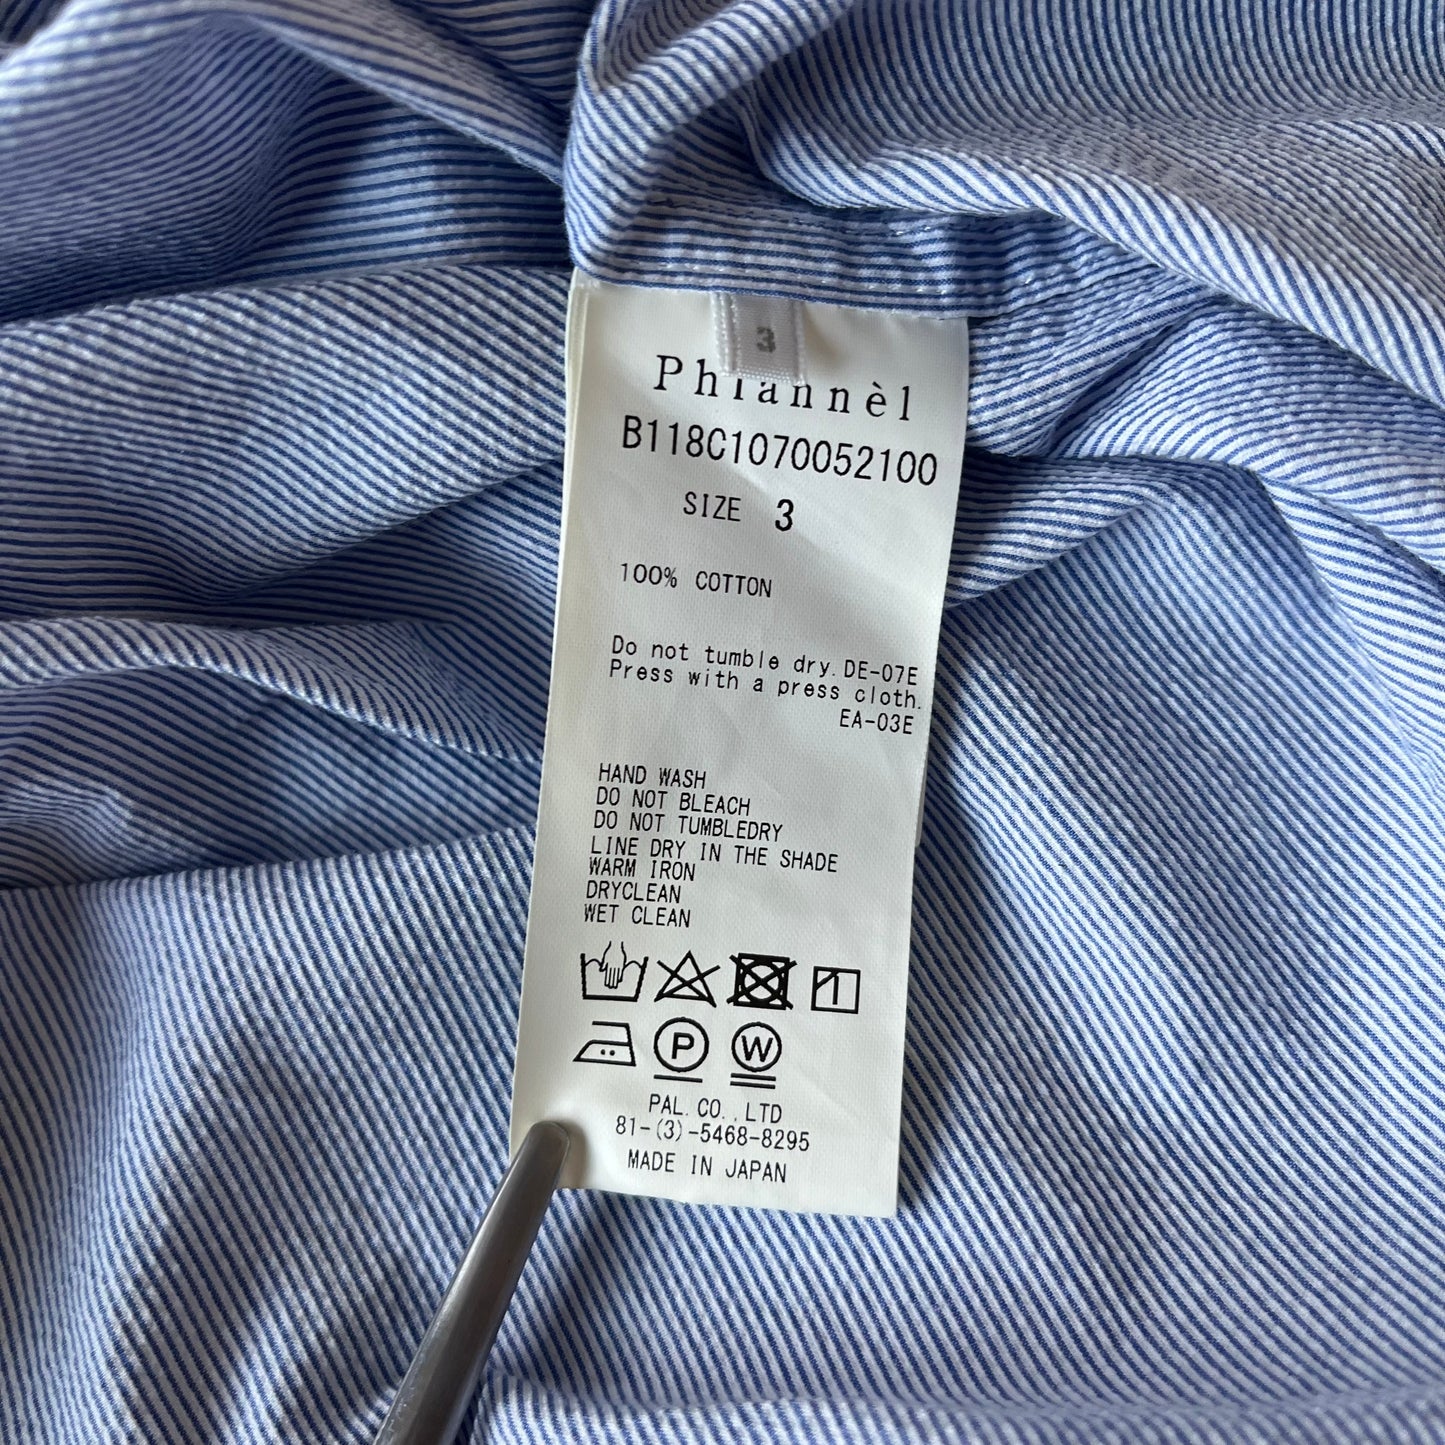 3
Phlannèl
B118C1070052100
SIZE 3
100% COTTON
Do not tumble dry. DE-07E
Press with a press cloth.
EA-03E
HAND WASH
DO NOT BLEACH
DO NOT TUMBLEDRY
LINE DRY IN THE SHADE
WARM IRON
DRYCLEAN
WET CLEAN
P W
PAL. CO., LTD
81-(3)-5468-8295
MADE IN JAPAN